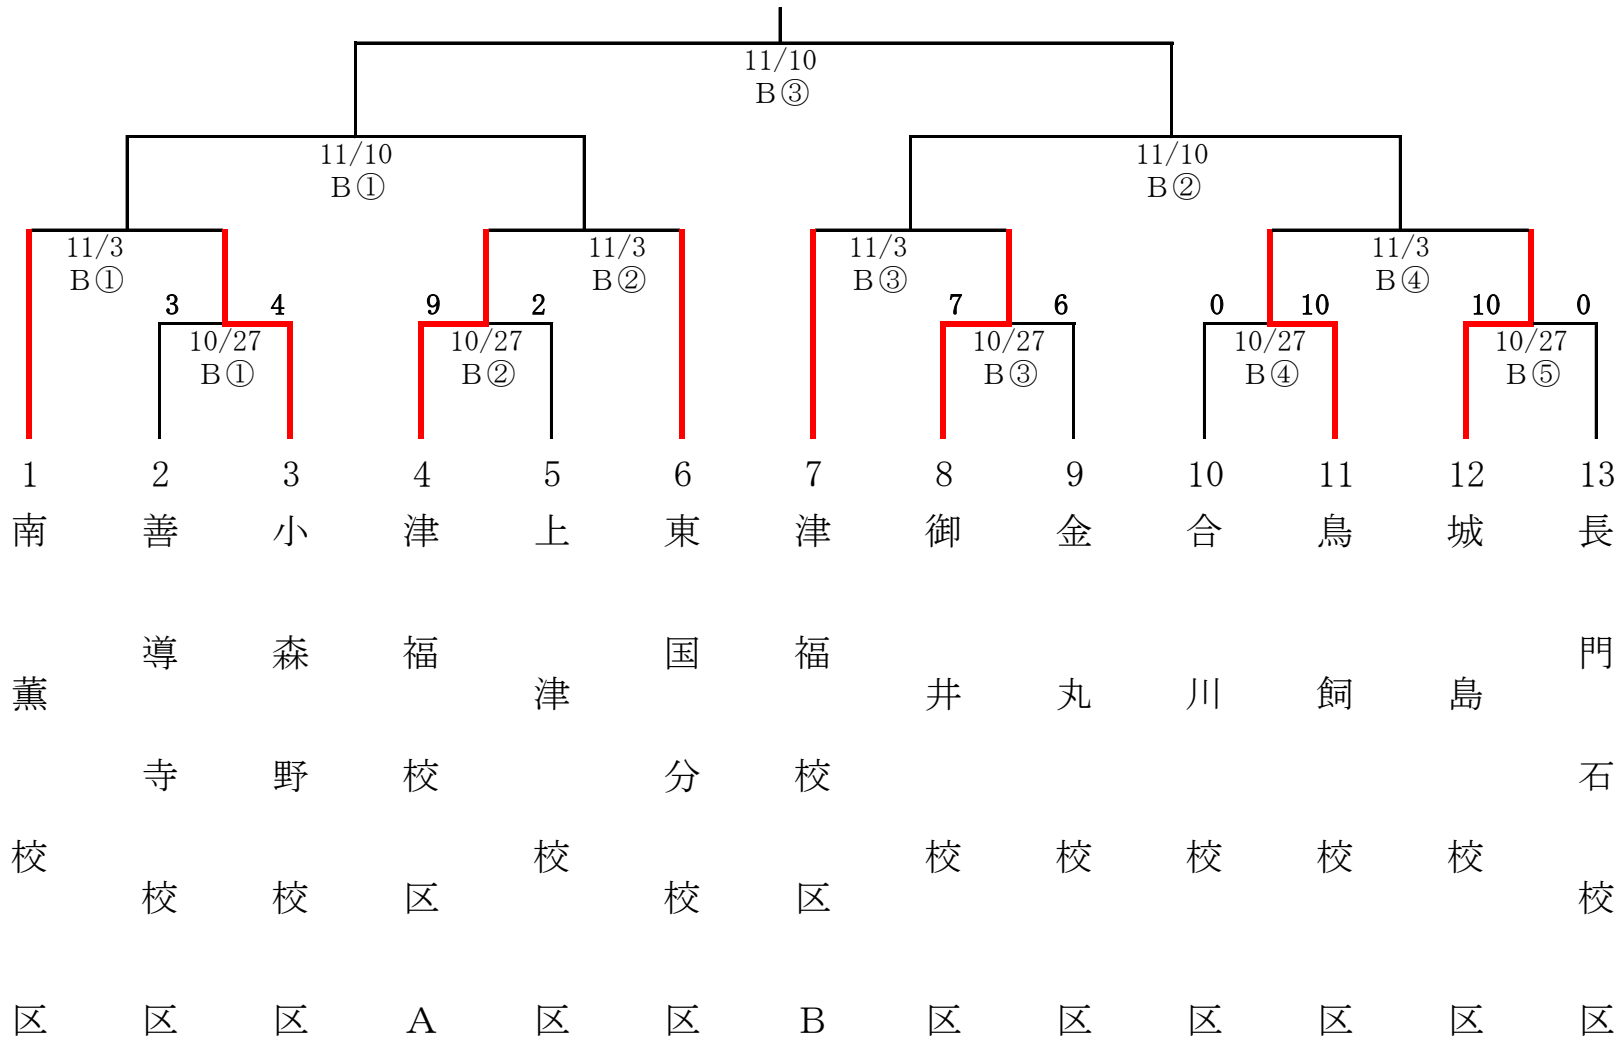 11/10
B③
11/10
B①
11/10
B②
11/3
B①
11/3
B②
11/3
B③
11/3
B④
3 4
10/27
B①
9 2
10/27
B②
7 6
10/27
B③
0 10
10/27
B④
10 0
10/27
B⑤
1
南薫校区
2
善導寺校区
3
小森野校区
4
津福校区A
5
上津校区
6
東国分校区
7
津福校区B
8
御井校区
9
金丸校区
10
合川校区
11
鳥飼校区
12
城島校区
13
長門石校区